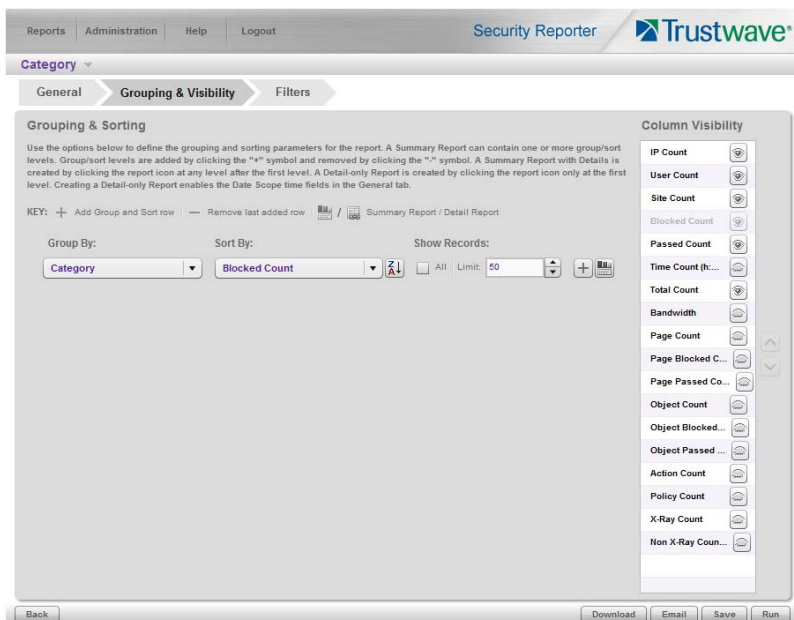 Reports Administration Help Logout
Security Reporter
Trustwave®
Category
General Grouping & Visibility Filters
Grouping & Sorting
Use the options below to define the grouping and sorting parameters for the report. A Summary Report can contain one or more group/sort
levels. Group/sort levels are added by clicking the "+" symbol and removed by clicking the "-" symbol. A Summary Report with Details is
created by clicking the report icon at any level after the first level. A Detail-only Report is created by clicking the report icon only at the first
level. Creating a Detail-only Report enables the Date Scope time fields in the General tab.
KEY: + Add Group and Sort row — Remove last added row / Summary Report / Detail Report
Group By: Sort By: Show Records:
Category Blocked Count All Limit: 50
Column Visibility
IP Count
User Count
Site Count
Blocked Count
Passed Count
Time Count (h:...
Total Count
Bandwidth
Page Count
Page Blocked C...
Page Passed Co...
Object Count
Object Blocked...
Object Passed ...
Action Count
Policy Count
X-Ray Count
Non X-Ray Coun...
Back Download Email Save Run